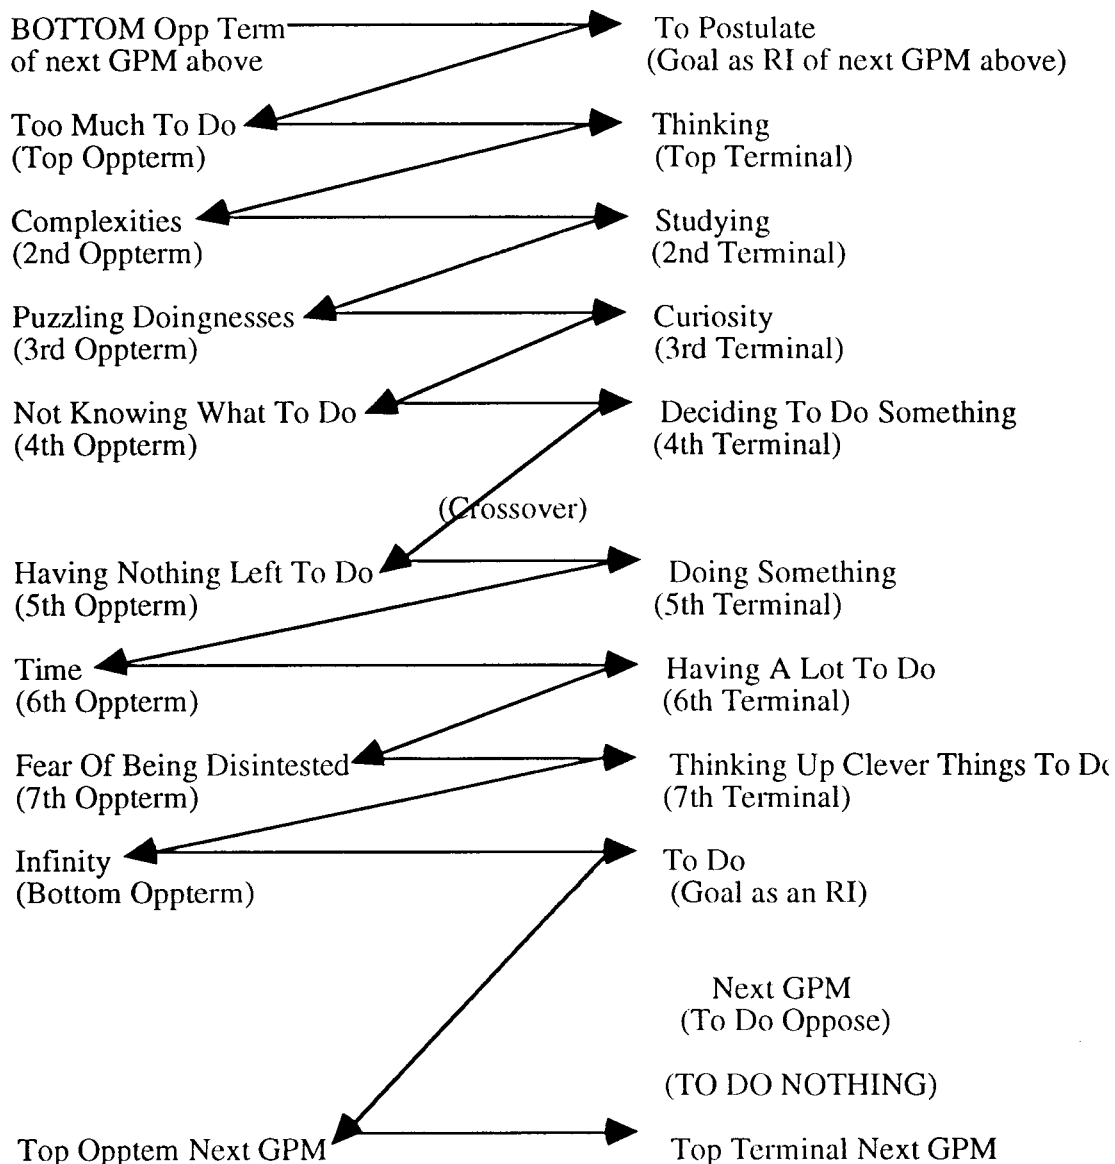 BOTTOM Opp Term
of next GPM above
To Postulate
(Goal as RI of next GPM above)
Too Much To Do
(Top Oppterm)
Thinking
(Top Terminal)
Complexities
(2nd Oppterm)
Studying
(2nd Terminal)
Puzzling Doingnesses
(3rd Oppterm)
Curiosity
(3rd Terminal)
Not Knowing What To Do
(4th Oppterm)
Deciding To Do Something
(4th Terminal)
(Crossover)
Having Nothing Left To Do
(5th Oppterm)
Doing Something
(5th Terminal)
Time
(6th Oppterm)
Having A Lot To Do
(6th Terminal)
Fear Of Being Disintested
(7th Oppterm)
Thinking Up Clever Things To Do
(7th Terminal)
Infinity
(Bottom Oppterm)
To Do
(Goal as an RI)
Next GPM
(To Do Oppose)
(TO DO NOTHING)
Top Opptem Next GPM
Top Terminal Next GPM